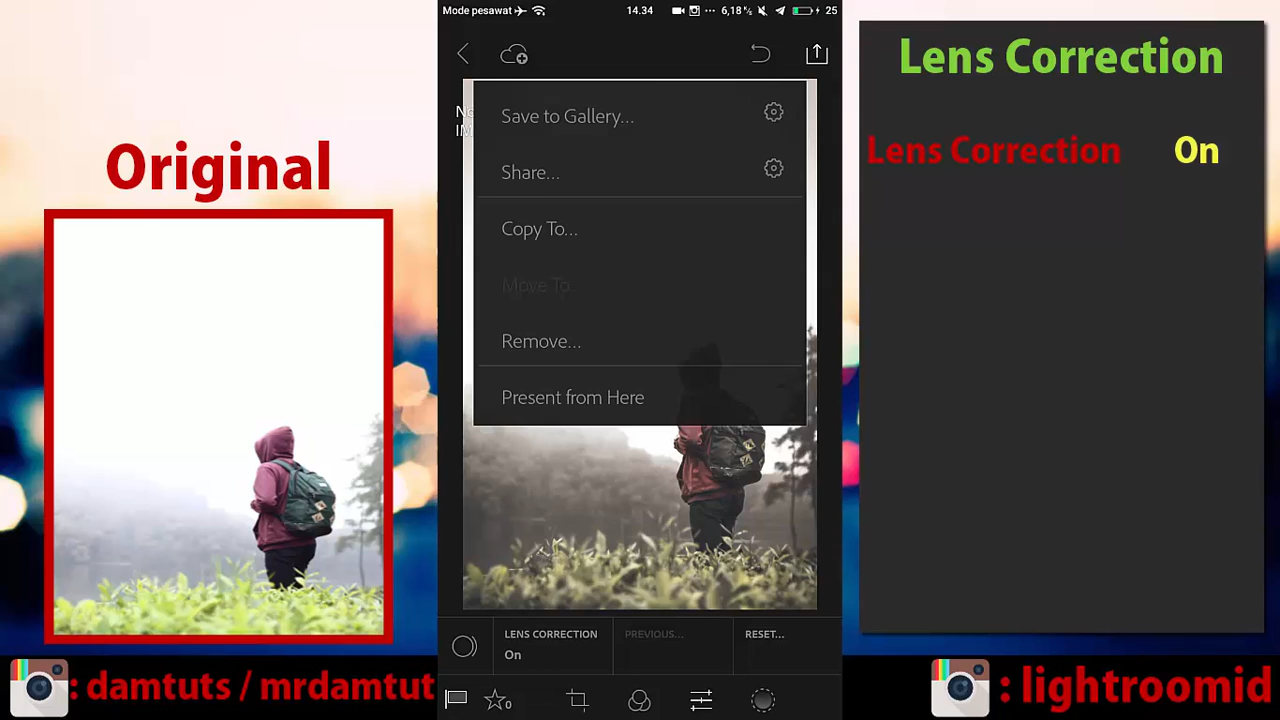 Original
: damtuts / mrdamtut
Mode pesawat
14.34
... 6,18
25
Save to Gallery...
Share...
Copy To...
Move To...
Remove...
Present from Here
LENS CORRECTION
On
PREVIOUS...
RESET...
0
Lens Correction
Lens Correction On
: lightroomid